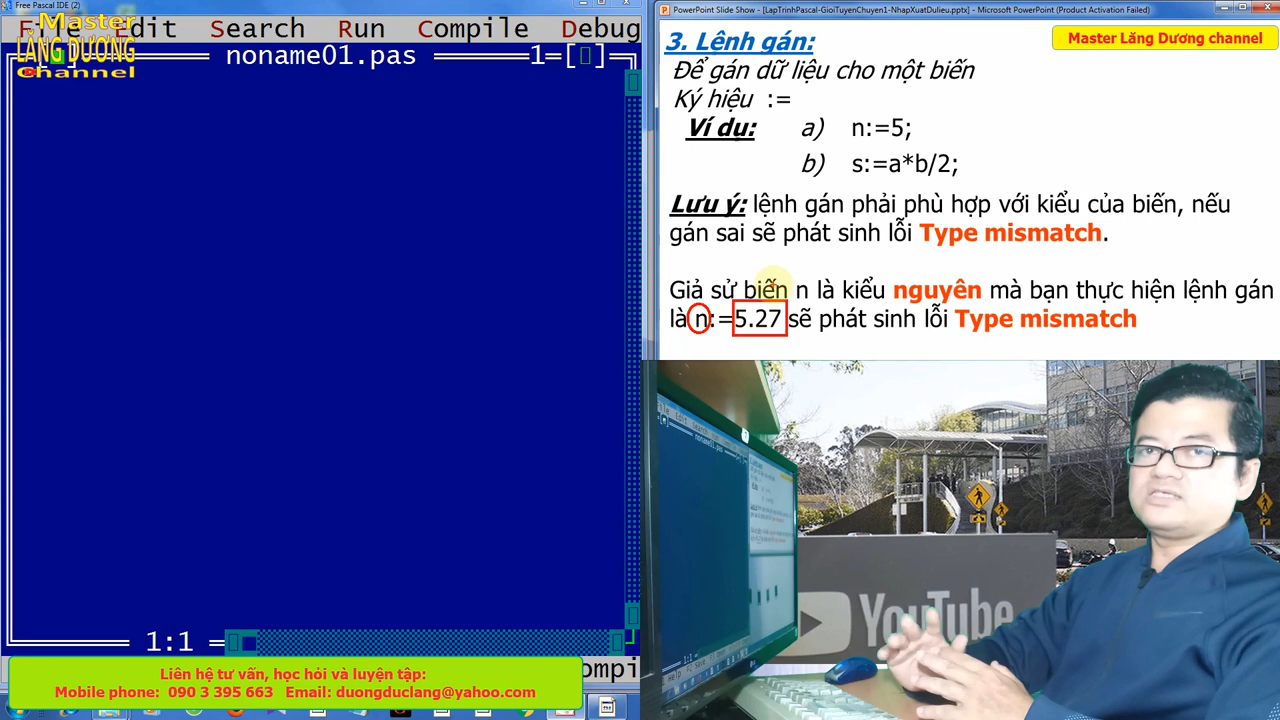 Free Pascal IDE (2)
File Edit Search Run Compile Debug
Master
LĂNG DƯƠNG
Channel
noname01.pas
1=[
1:1
ompi
Liên hệ tư vấn, học hỏi và luyện tập:
Mobile phone: 090 3 395 663 Email: duongduclang@yahoo.com
PowerPoint Slide Show - [LapTrinhPascal-GioiTuyenChuyen1-NhapXuatDulieu.pptx] - Microsoft PowerPoint (Product Activation Failed)
3. Lệnh gán:
Master Lăng Dương channel
Để gán dữ liệu cho một biến
Ký hiệu :=
Ví dụ: a) n:=5;
b) s:=a*b/2;
Lưu ý: lệnh gán phải phù hợp với kiểu của biến, nếu
gán sai sẽ phát sinh lỗi Type mismatch.
Giả sử biến n là kiểu nguyên mà bạn thực hiện lệnh gán
là n:=5.27 sẽ phát sinh lỗi Type mismatch
noname01.pas
YouTube